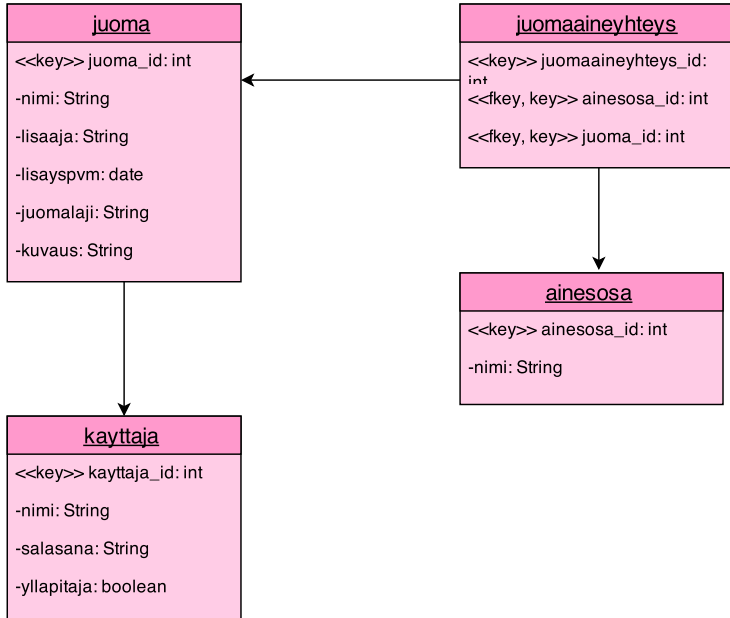 juoma
<<key>> juoma_id: int
-nimi: String
-lisaaja: String
-lisayspvm: date
-juomalaji: String
-kuvaus: String
juomaaineyhteys
<<key>> juomaaineyhteys_id:
int
<<fkey, key>> ainesosa_id: int
<<fkey, key>> juoma_id: int
ainesosa
<<key>> ainesosa_id: int
-nimi: String
kayttaja
<<key>> kayttaja_id: int
-nimi: String
-salasana: String
-yllapitaja: boolean